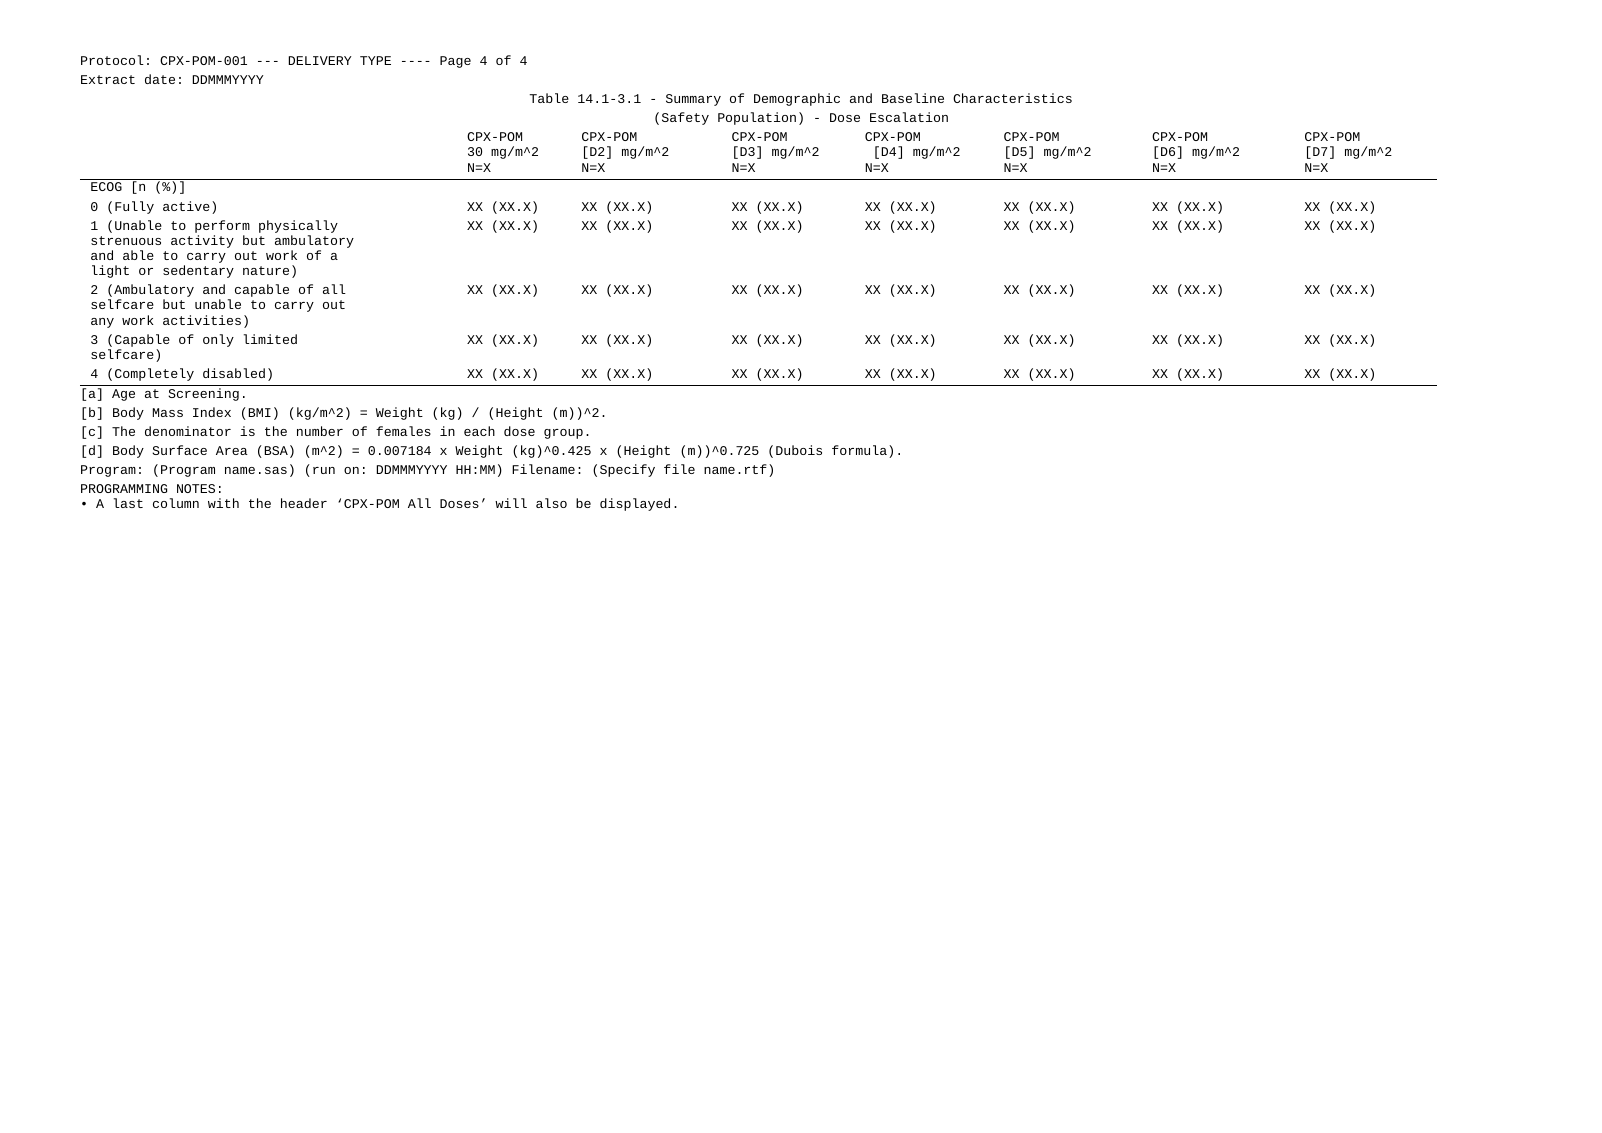 Protocol: CPX-POM-001 --- DELIVERY TYPE ---- Page 4 of 4
Extract date: DDMMMYYYY
Table 14.1-3.1 - Summary of Demographic and Baseline Characteristics
(Safety Population) - Dose Escalation
CPX-POM CPX-POM CPX-POM CPX-POM CPX-POM CPX-POM CPX-POM
30 mg/m^2 [D2] mg/m^2 [D3] mg/m^2 [D4] mg/m^2 [D5] mg/m^2 [D6] mg/m^2 [D7] mg/m^2
N=X N=X N=X N=X N=X N=X N=X
ECOG [n (%)]
0 (Fully active) XX (XX.X) XX (XX.X) XX (XX.X) XX (XX.X) XX (XX.X) XX (XX.X) XX (XX.X)
1 (Unable to perform physically XX (XX.X) XX (XX.X) XX (XX.X) XX (XX.X) XX (XX.X) XX (XX.X) XX (XX.X)
strenuous activity but ambulatory
and able to carry out work of a
light or sedentary nature)
2 (Ambulatory and capable of all XX (XX.X) XX (XX.X) XX (XX.X) XX (XX.X) XX (XX.X) XX (XX.X) XX (XX.X)
selfcare but unable to carry out
any work activities)
3 (Capable of only limited XX (XX.X) XX (XX.X) XX (XX.X) XX (XX.X) XX (XX.X) XX (XX.X) XX (XX.X)
selfcare)
4 (Completely disabled) XX (XX.X) XX (XX.X) XX (XX.X) XX (XX.X) XX (XX.X) XX (XX.X) XX (XX.X)
[a] Age at Screening.
[b] Body Mass Index (BMI) (kg/m^2) = Weight (kg) / (Height (m))^2.
[c] The denominator is the number of females in each dose group.
[d] Body Surface Area (BSA) (m^2) = 0.007184 x Weight (kg)^0.425 x (Height (m))^0.725 (Dubois formula).
Program: (Program name.sas) (run on: DDMMMYYYY HH:MM) Filename: (Specify file name.rtf)
PROGRAMMING NOTES:
• A last column with the header ‘CPX-POM All Doses’ will also be displayed.